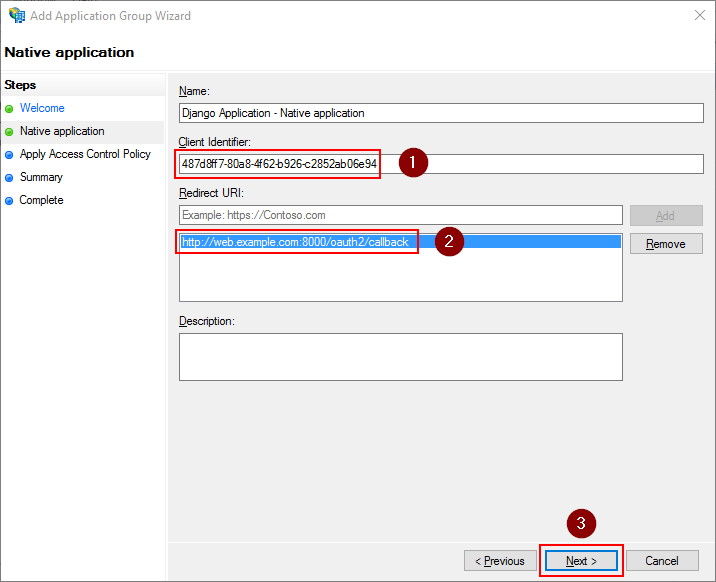 Add Application Group Wizard
Native application
Steps
Welcome
Native application
Apply Access Control Policy
Summary
Complete
Name:
Django Application - Native application
Client Identifier:
487d8ff7-80a8-4f62-b926-c2852ab06e94
1
Redirect URI:
Example: https://Contoso.com
Add
http://web.example.com:8000/oauth2/callback
2
Remove
Description:
3
< Previous
Next >
Cancel